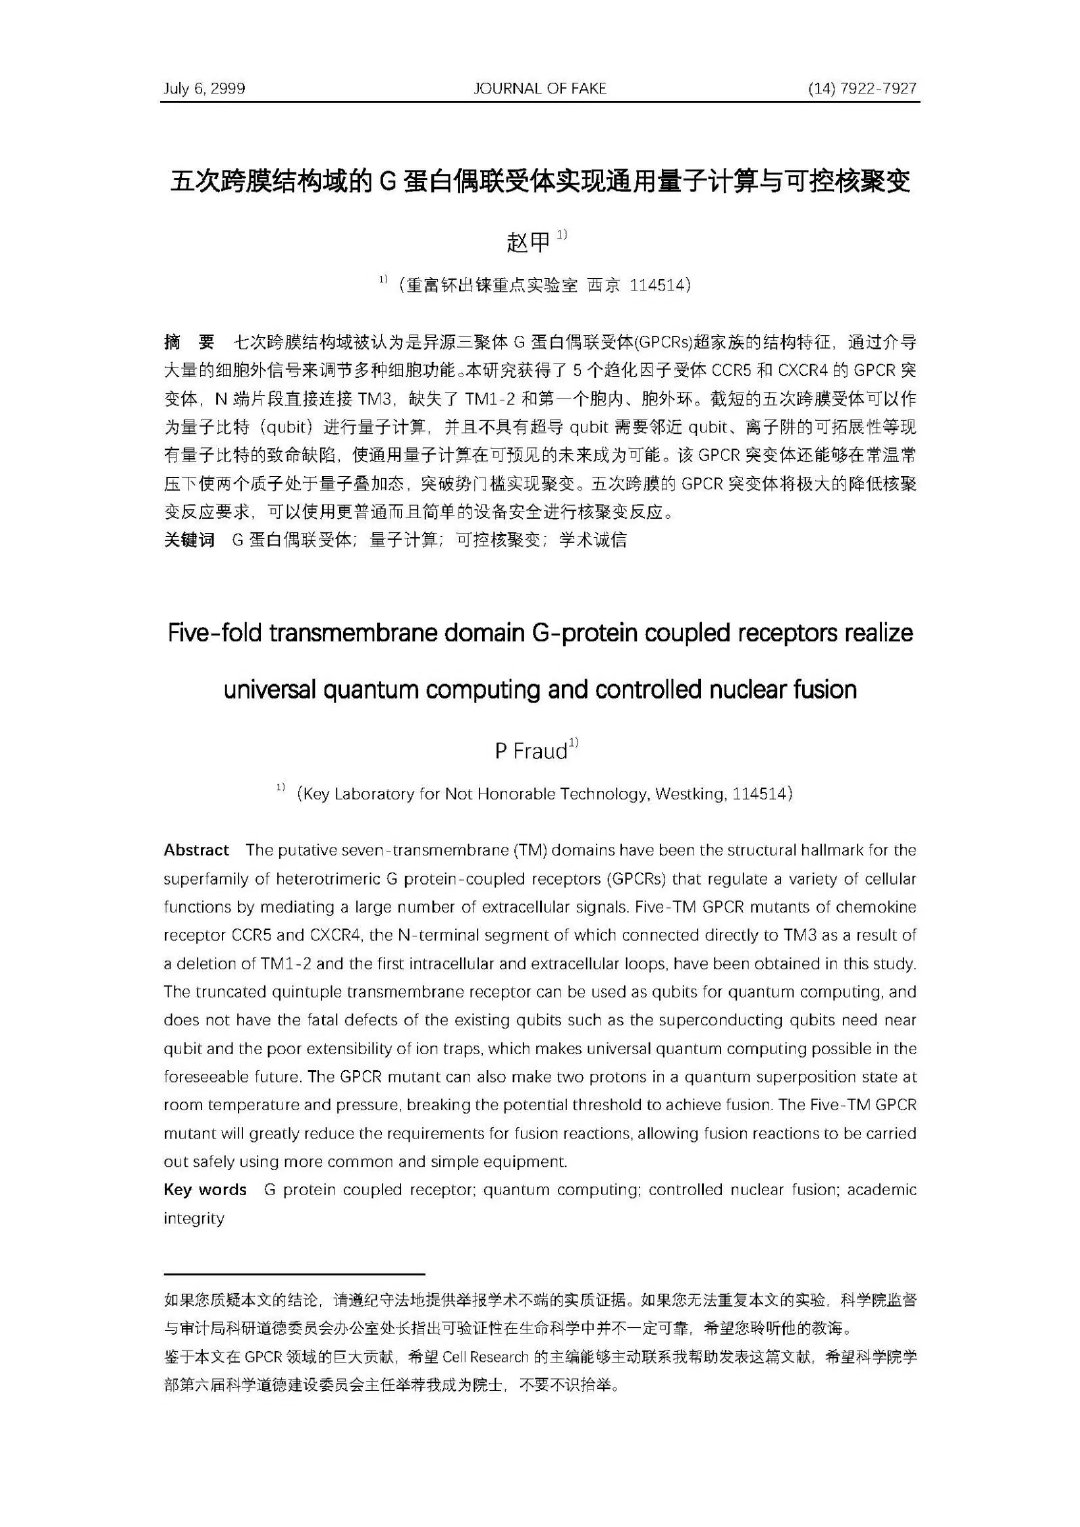 July 6, 2999 JOURNAL OF FAKE (14) 7922-7927
五次跨膜结构域的 G 蛋白偶联受体实现通用量子计算与可控核聚变
赵甲 1)
1)（重富钚出铼重点实验室 西京 114514）
摘 要 七次跨膜结构域被认为是异源三聚体 G 蛋白偶联受体(GPCRs)超家族的结构特征，通过介导
大量的细胞外信号来调节多种细胞功能。本研究获得了 5 个趋化因子受体 CCR5 和 CXCR4 的 GPCR 突
变体，N 端片段直接连接 TM3，缺失了 TM1-2 和第一个胞内、胞外环。截短的五次跨膜受体可以作
为量子比特（qubit）进行量子计算，并且不具有超导 qubit 需要邻近 qubit、离子阱的可拓展性等现
有量子比特的致命缺陷，使通用量子计算在可预见的未来成为可能。该 GPCR 突变体还能够在常温常
压下使两个质子处于量子叠加态，突破势门槛实现聚变。五次跨膜的 GPCR 突变体将极大的降低核聚
变反应要求，可以使用更普通而且简单的设备安全进行核聚变反应。
关键词 G 蛋白偶联受体；量子计算；可控核聚变；学术诚信
Five-fold transmembrane domain G-protein coupled receptors realize
universal quantum computing and controlled nuclear fusion
P Fraud1)
1)（Key Laboratory for Not Honorable Technology, Westking, 114514）
Abstract The putative seven-transmembrane (TM) domains have been the structural hallmark for the
superfamily of heterotrimeric G protein-coupled receptors (GPCRs) that regulate a variety of cellular
functions by mediating a large number of extracellular signals. Five-TM GPCR mutants of chemokine
receptor CCR5 and CXCR4, the N-terminal segment of which connected directly to TM3 as a result of
a deletion of TM1-2 and the first intracellular and extracellular loops, have been obtained in this study.
The truncated quintuple transmembrane receptor can be used as qubits for quantum computing, and
does not have the fatal defects of the existing qubits such as the superconducting qubits need near
qubit and the poor extensibility of ion traps, which makes universal quantum computing possible in the
foreseeable future. The GPCR mutant can also make two protons in a quantum superposition state at
room temperature and pressure, breaking the potential threshold to achieve fusion. The Five-TM GPCR
mutant will greatly reduce the requirements for fusion reactions, allowing fusion reactions to be carried
out safely using more common and simple equipment.
Key words G protein coupled receptor; quantum computing; controlled nuclear fusion; academic
integrity
如果您质疑本文的结论，请遵纪守法地提供举报学术不端的实质证据。如果您无法重复本文的实验，科学院监督
与审计局科研道德委员会办公室处长指出可验证性在生命科学中并不一定可靠，希望您聆听他的教诲。
鉴于本文在 GPCR 领域的巨大贡献，希望 Cell Research 的主编能够主动联系我帮助发表这篇文献，希望科学院学
部第六届科学道德建设委员会主任举荐我成为院士，不要不识抬举。